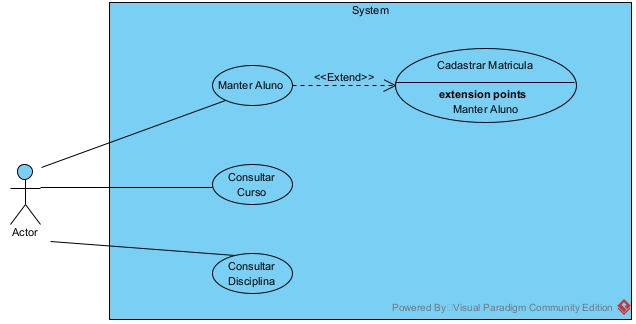 System
Manter Aluno
<<Extend>>
Cadastrar Matricula
extension points
Manter Aluno
Consultar
Curso
Actor
Consultar
Disciplina
Powered By Visual Paradigm Community Edition